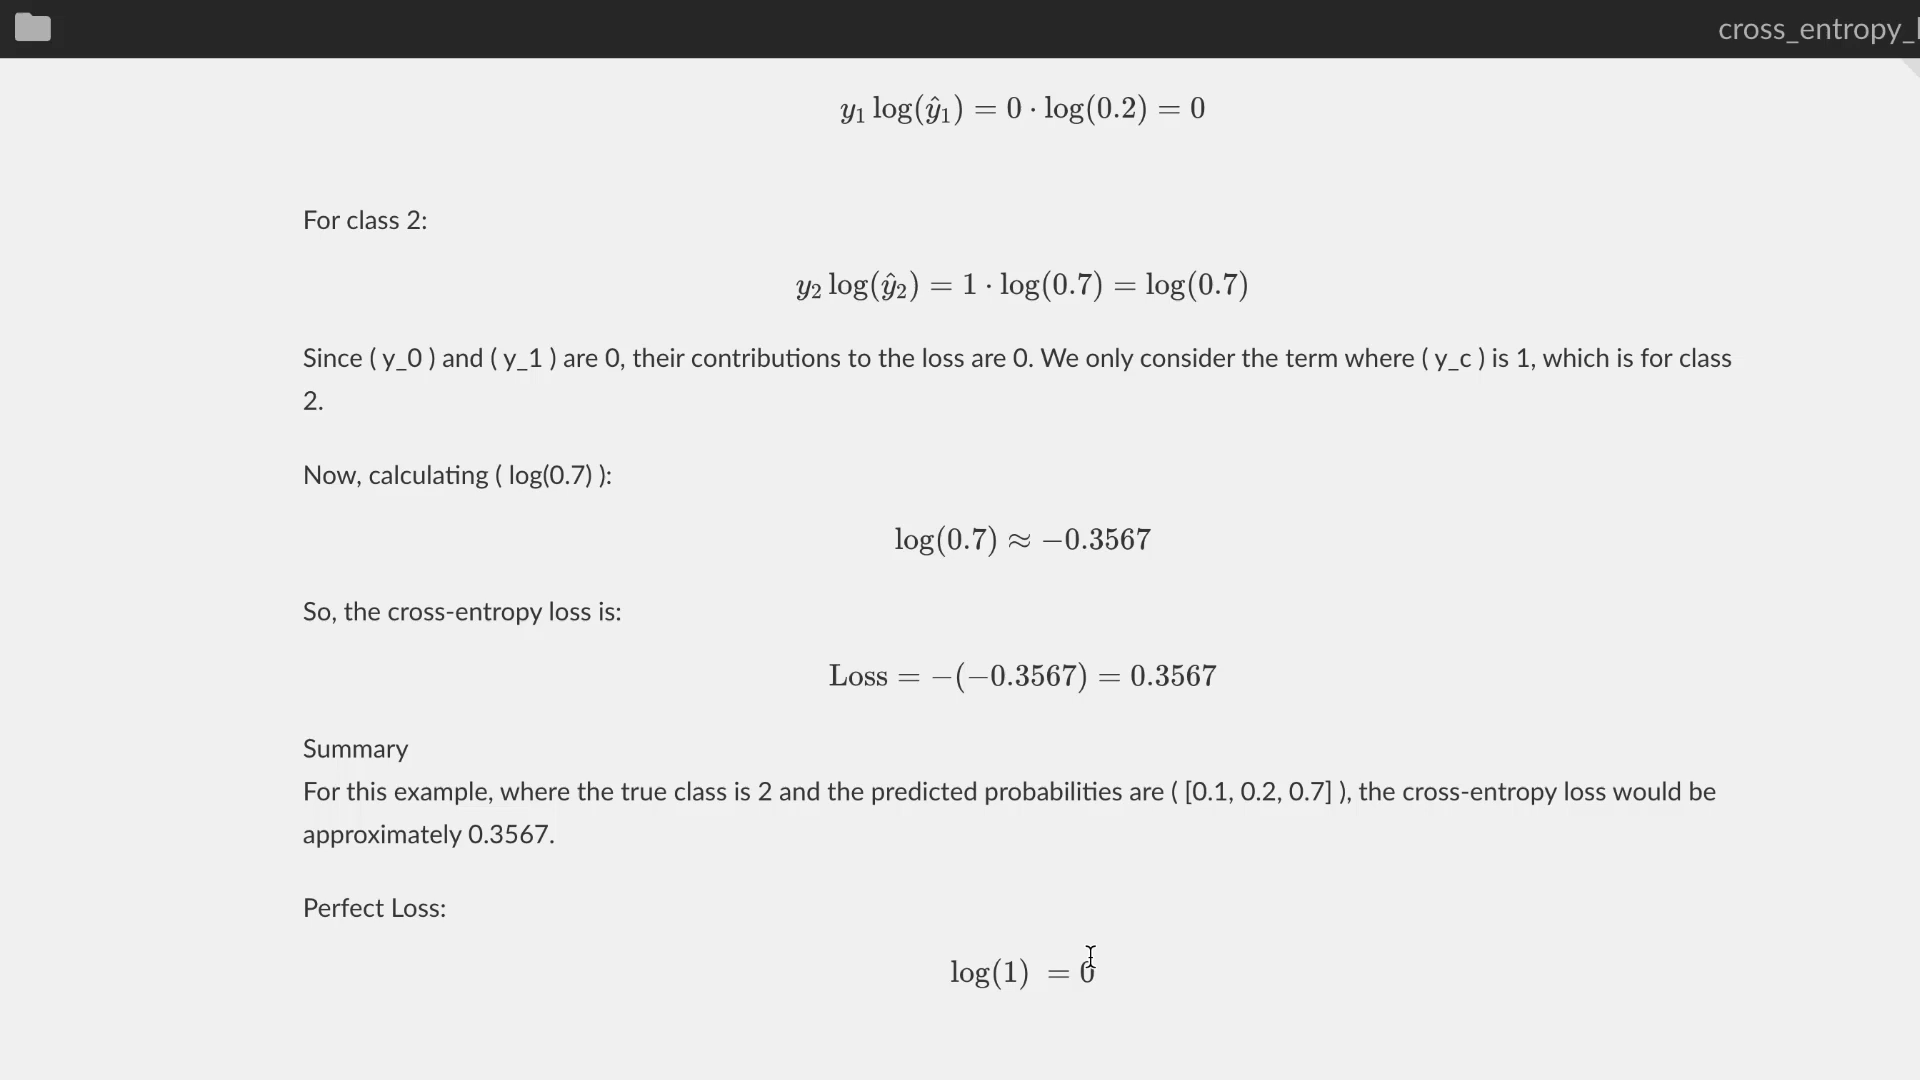 cross_entropy_
y₁ log(ŷ₁) = 0 · log(0.2) = 0
For class 2:
y₂ log(ŷ₂) = 1 · log(0.7) = log(0.7)
Since ( y_0 ) and ( y_1 ) are 0, their contributions to the loss are 0. We only consider the term where ( y_c ) is 1, which is for class
2.
Now, calculating ( log(0.7) ):
log(0.7) ≈ −0.3567
So, the cross-entropy loss is:
Loss = −(−0.3567) = 0.3567
Summary
For this example, where the true class is 2 and the predicted probabilities are ( [0.1, 0.2, 0.7] ), the cross-entropy loss would be
approximately 0.3567.
Perfect Loss:
log(1) = 0